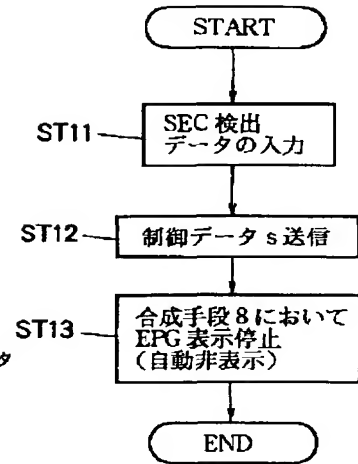 START
ST11
SEC 検出
データの入力
ST12
制御データ s 送信
ST13
合成手段 8 において
EPG 表示停止
(自動非表示)
タ
END